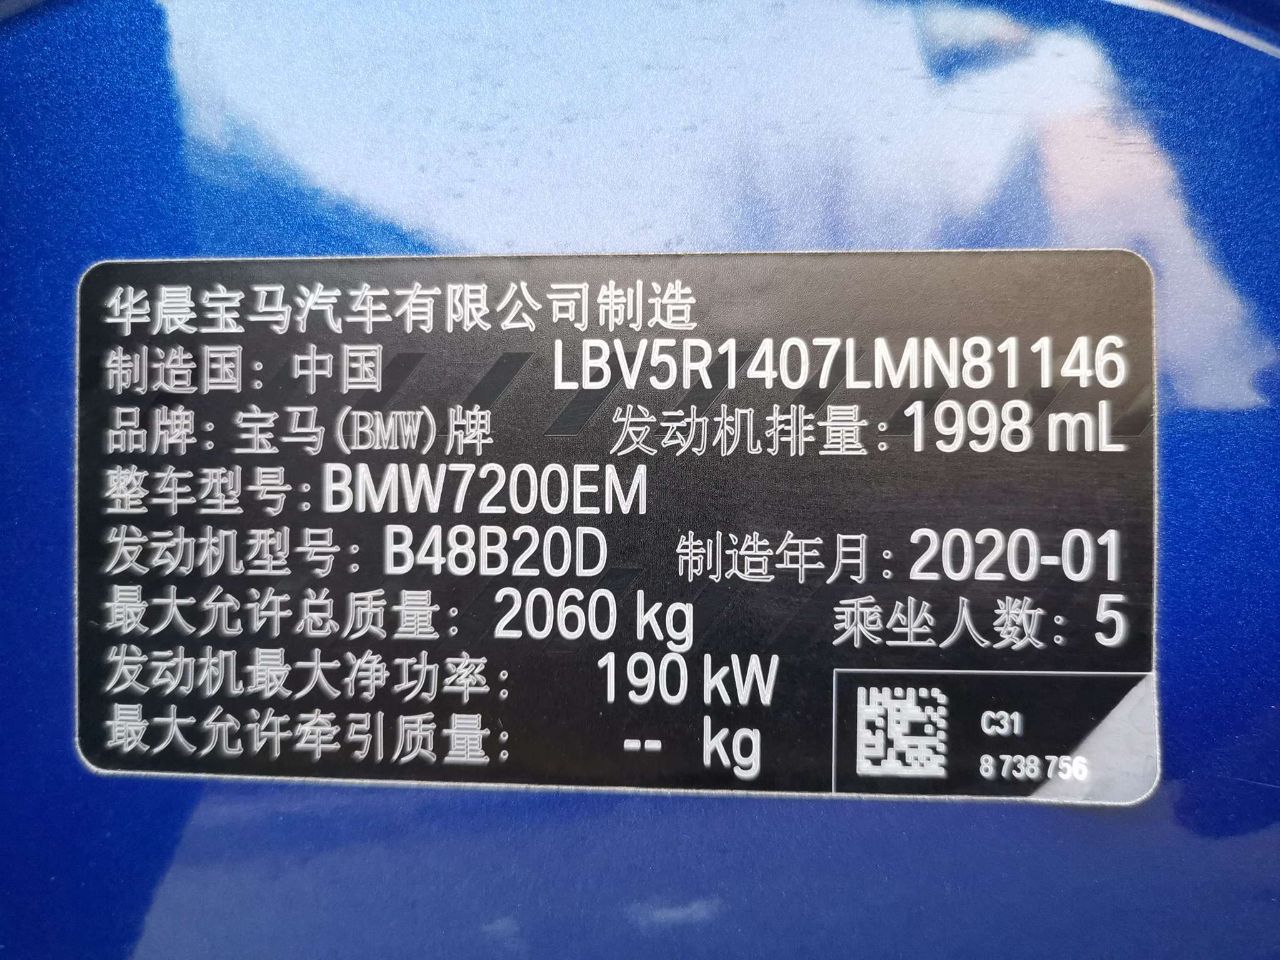 华晨宝马汽车有限公司制造
制造国：中国 LBV5R1407LMN81146
品牌：宝马(BMW)牌 发动机排量：1998 mL
整车型号：BMW7200EM
发动机型号：B48B20D 制造年月：2020-01
最大允许总质量：2060 kg 乘坐人数：5
发动机最大净功率：190 kW
最大允许牵引质量：-- kg
C31
8 738 756